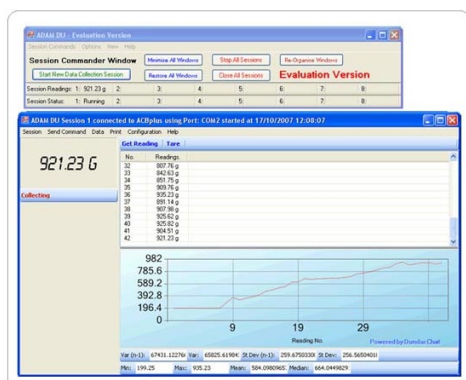 ADAM DU - Evaluation Version
Session Commands Options View Help
Session Commander Window Minimise All Windows Stop All Sessions Re-Organise Windows
Start New Data Collection Session Restore All Windows Close All Sessions Evaluation Version
Session Readings: 1: 921.23 g 2: 3: 4: 5: 6: 7: 8:
Session Status: 1: Running 2: 3: 4: 5: 6: 7: 8:
ADAM DU Session 1 connected to ACBplus using Port: COM2 started at 17/10/2007 12:08:07
Session Send Command Data Print Configuration Help
Get Reading Tare
921.23 G
Collecting
No. Readings
32 807.76 g
33 842.63 g
34 851.75 g
35 909.76 g
36 935.23 g
37 891.14 g
38 907.98 g
39 925.62 g
40 925.82 g
41 904.51 g
42 921.23 g
982
785.6
589.2
392.8
196.4
0
9 19 29
Reading No.
Powered by Dundas Chart
Var (n-1): 67431.12276 Var: 65825.61984 St Dev (n-1): 259.6750330 St Dev: 256.5650401
Min: 199.25 Max: 935.23 Mean: 584.0980965 Median: 664.0449829